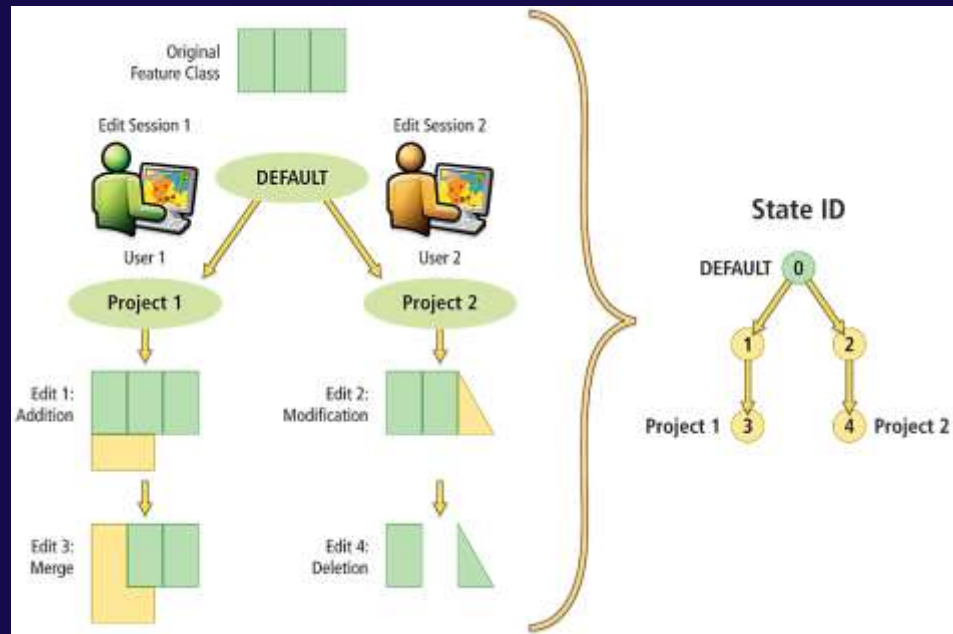 Original
Feature Class
Edit Session 1
Edit Session 2
DEFAULT
User 1
User 2
Project 1
Project 2
Edit 1:
Addition
Edit 2:
Modification
Edit 3:
Merge
Edit 4:
Deletion
State ID
DEFAULT 0
1
2
Project 1 3
4 Project 2